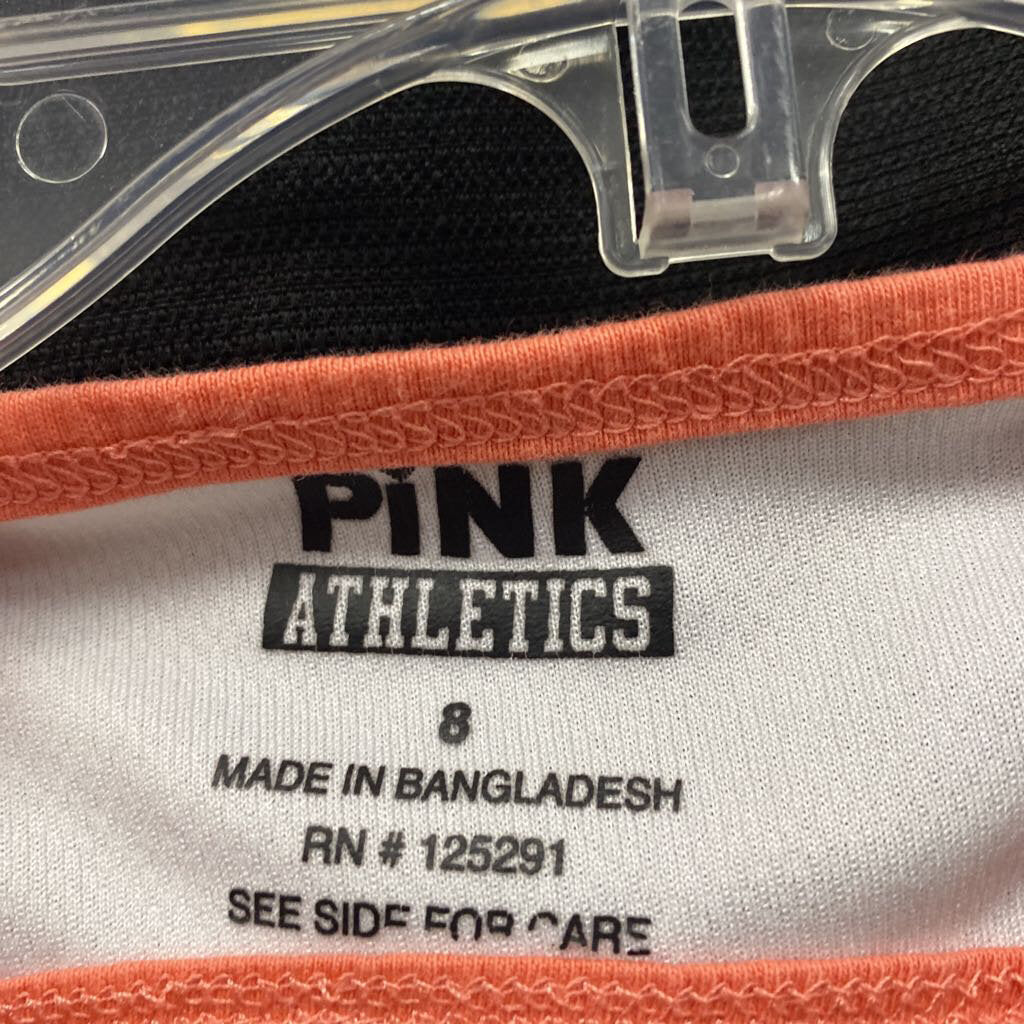 PiNK
ATHLETICS
8
MADE IN BANGLADESH
RN # 125291
SEE SIDE FOR CARE